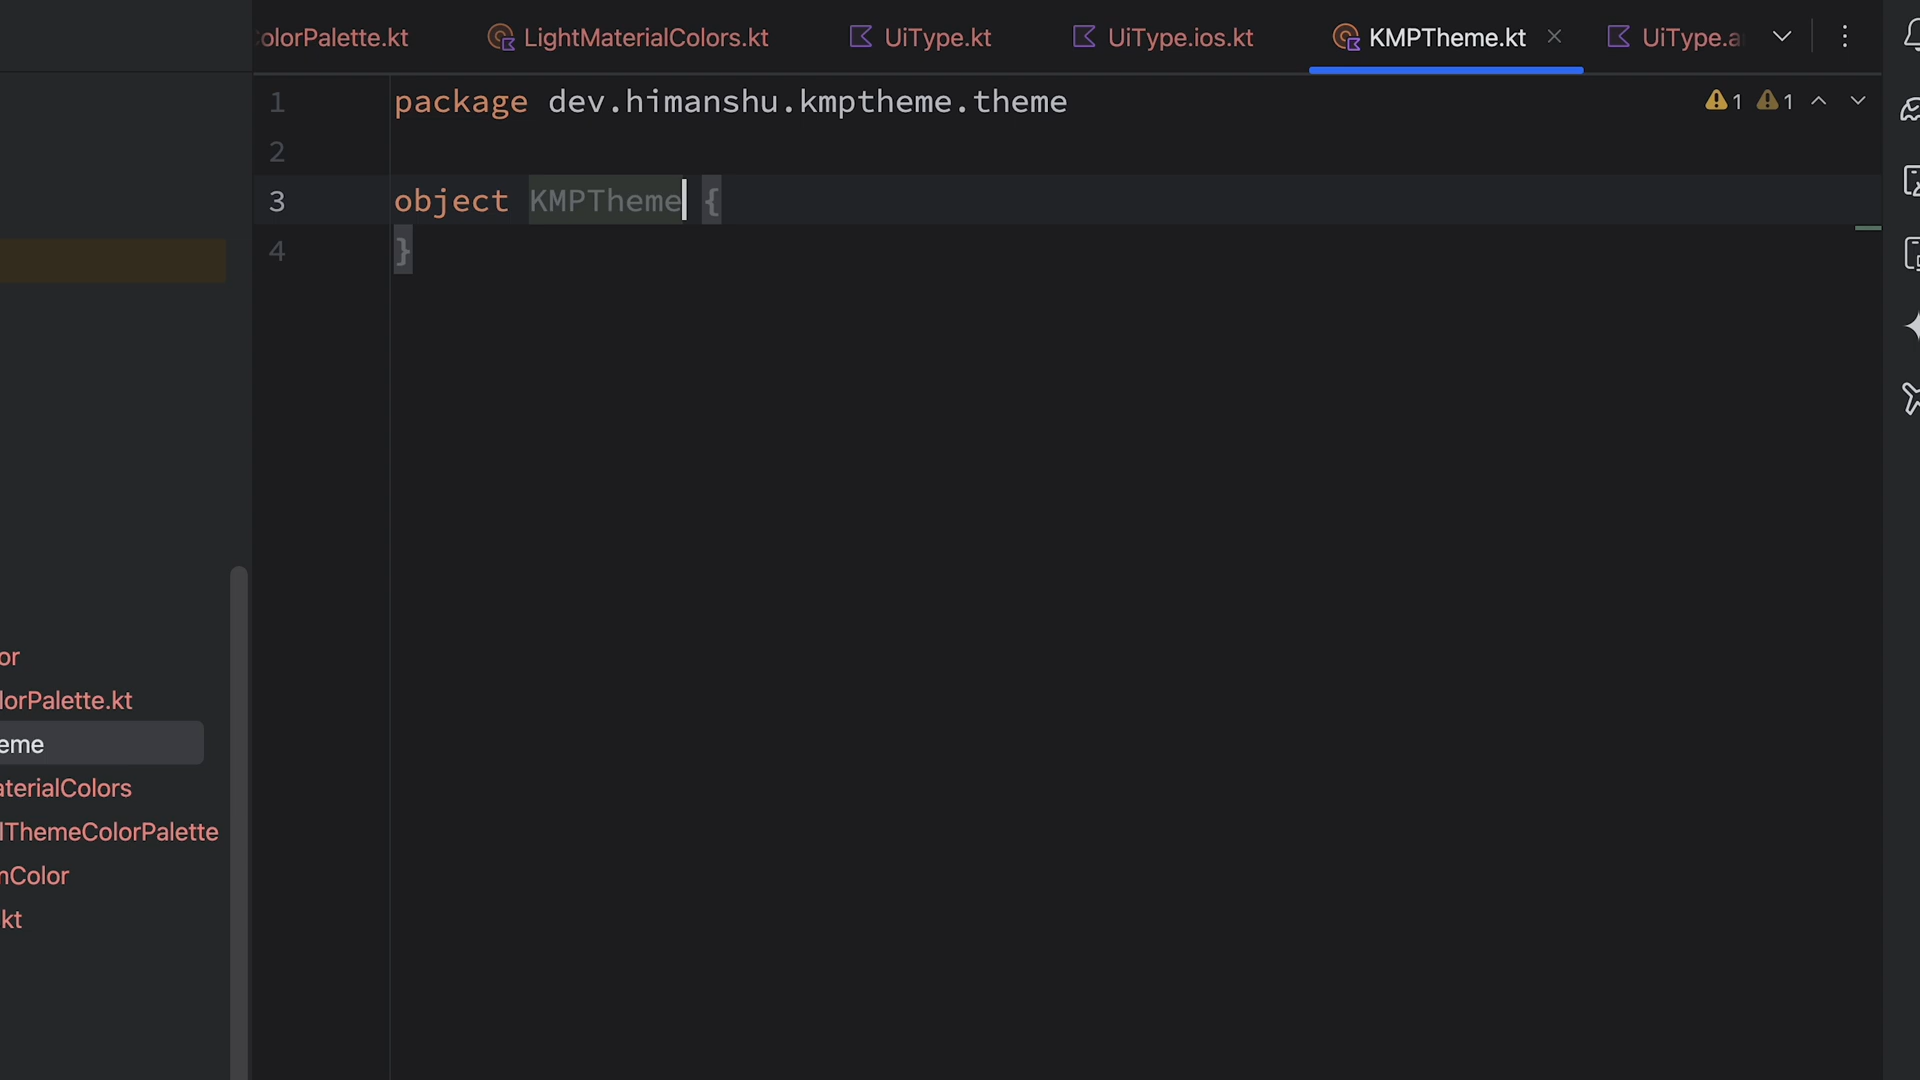 olorPalette.kt LightMaterialColors.kt UiType.kt UiType.ios.kt KMPTheme.kt UiType.a
1 package dev.himanshu.kmptheme.theme 1 1
2
3 object KMPTheme {
4 }
or
lorPalette.kt
eme
aterialColors
lThemeColorPalette
nColor
kt